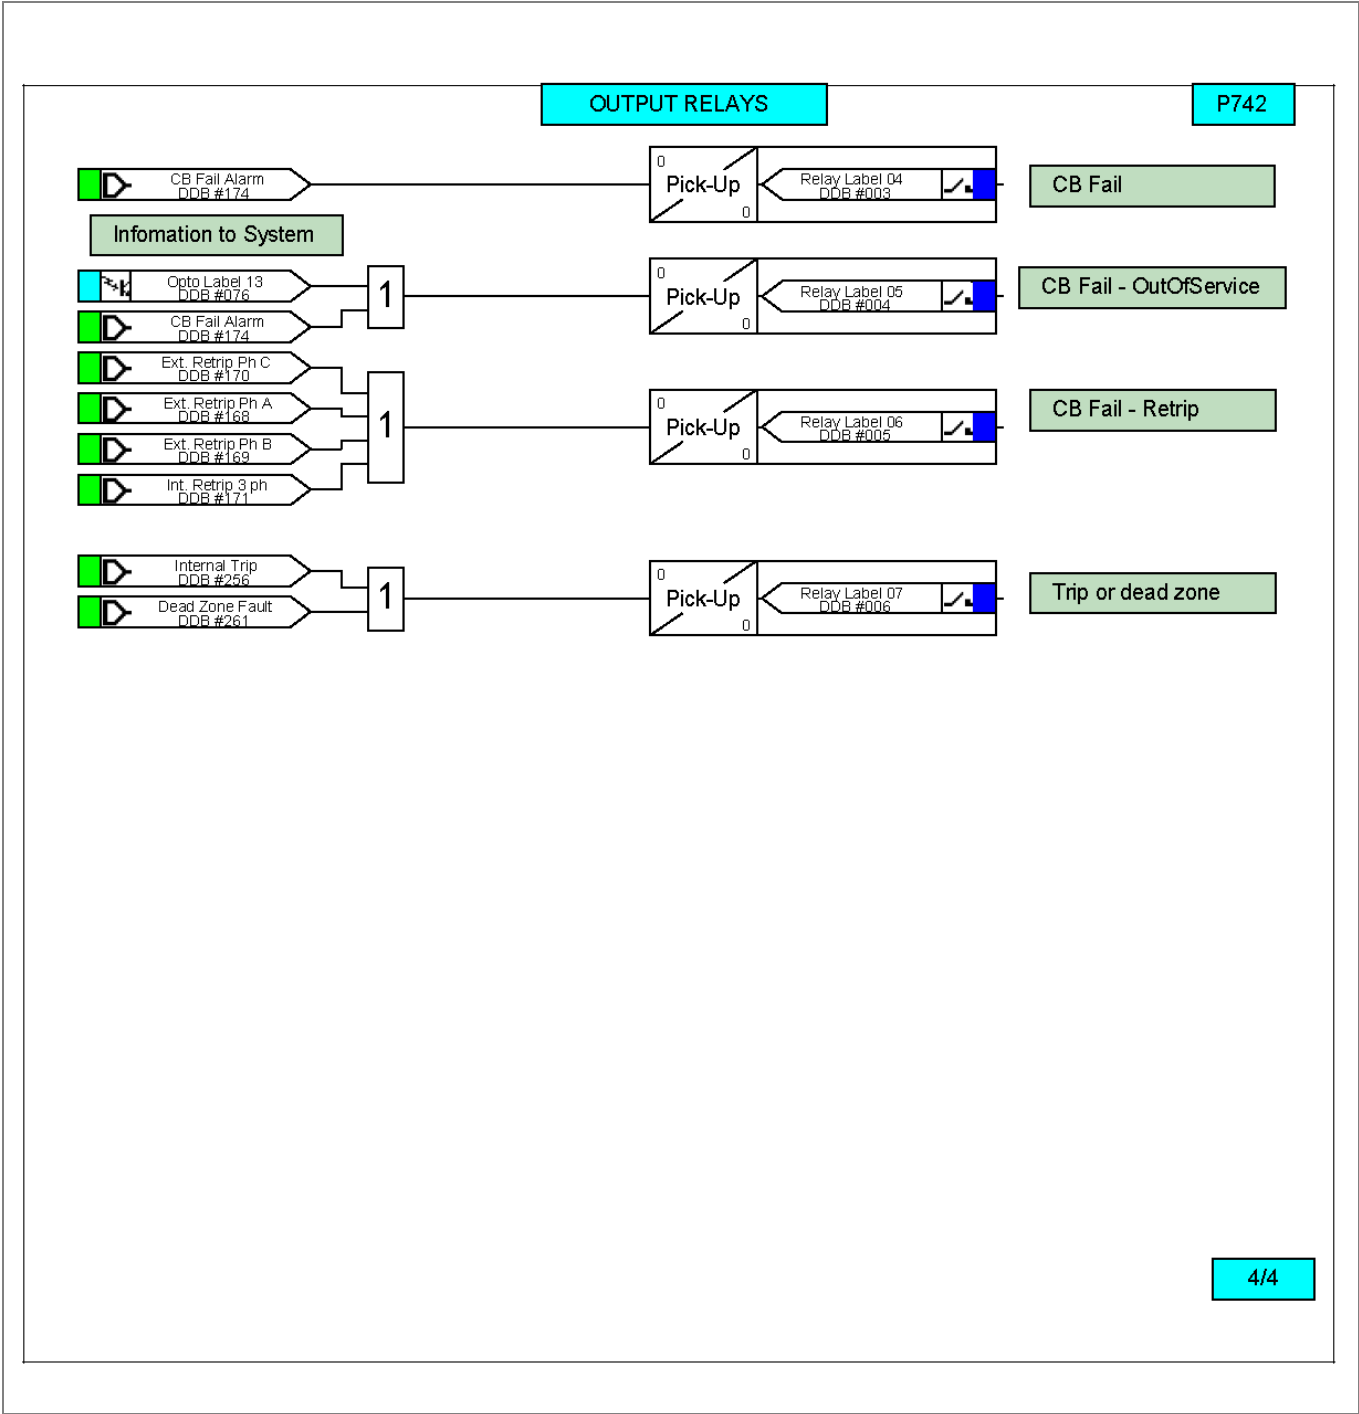 OUTPUT RELAYS
P742
CB Fail Alarm
DDB #174
0
Pick-Up
0
Relay Label 04
DDB #003
CB Fail
Infomation to System
Opto Label 13
DDB #076
CB Fail Alarm
DDB #174
1
0
Pick-Up
0
Relay Label 05
DDB #004
CB Fail - OutOfService
Ext. Retrip Ph C
DDB #170
Ext. Retrip Ph A
DDB #168
Ext. Retrip Ph B
DDB #169
Int. Retrip 3 ph
DDB #171
1
0
Pick-Up
0
Relay Label 06
DDB #005
CB Fail - Retrip
Internal Trip
DDB #256
Dead Zone Fault
DDB #261
1
0
Pick-Up
0
Relay Label 07
DDB #006
Trip or dead zone
4/4